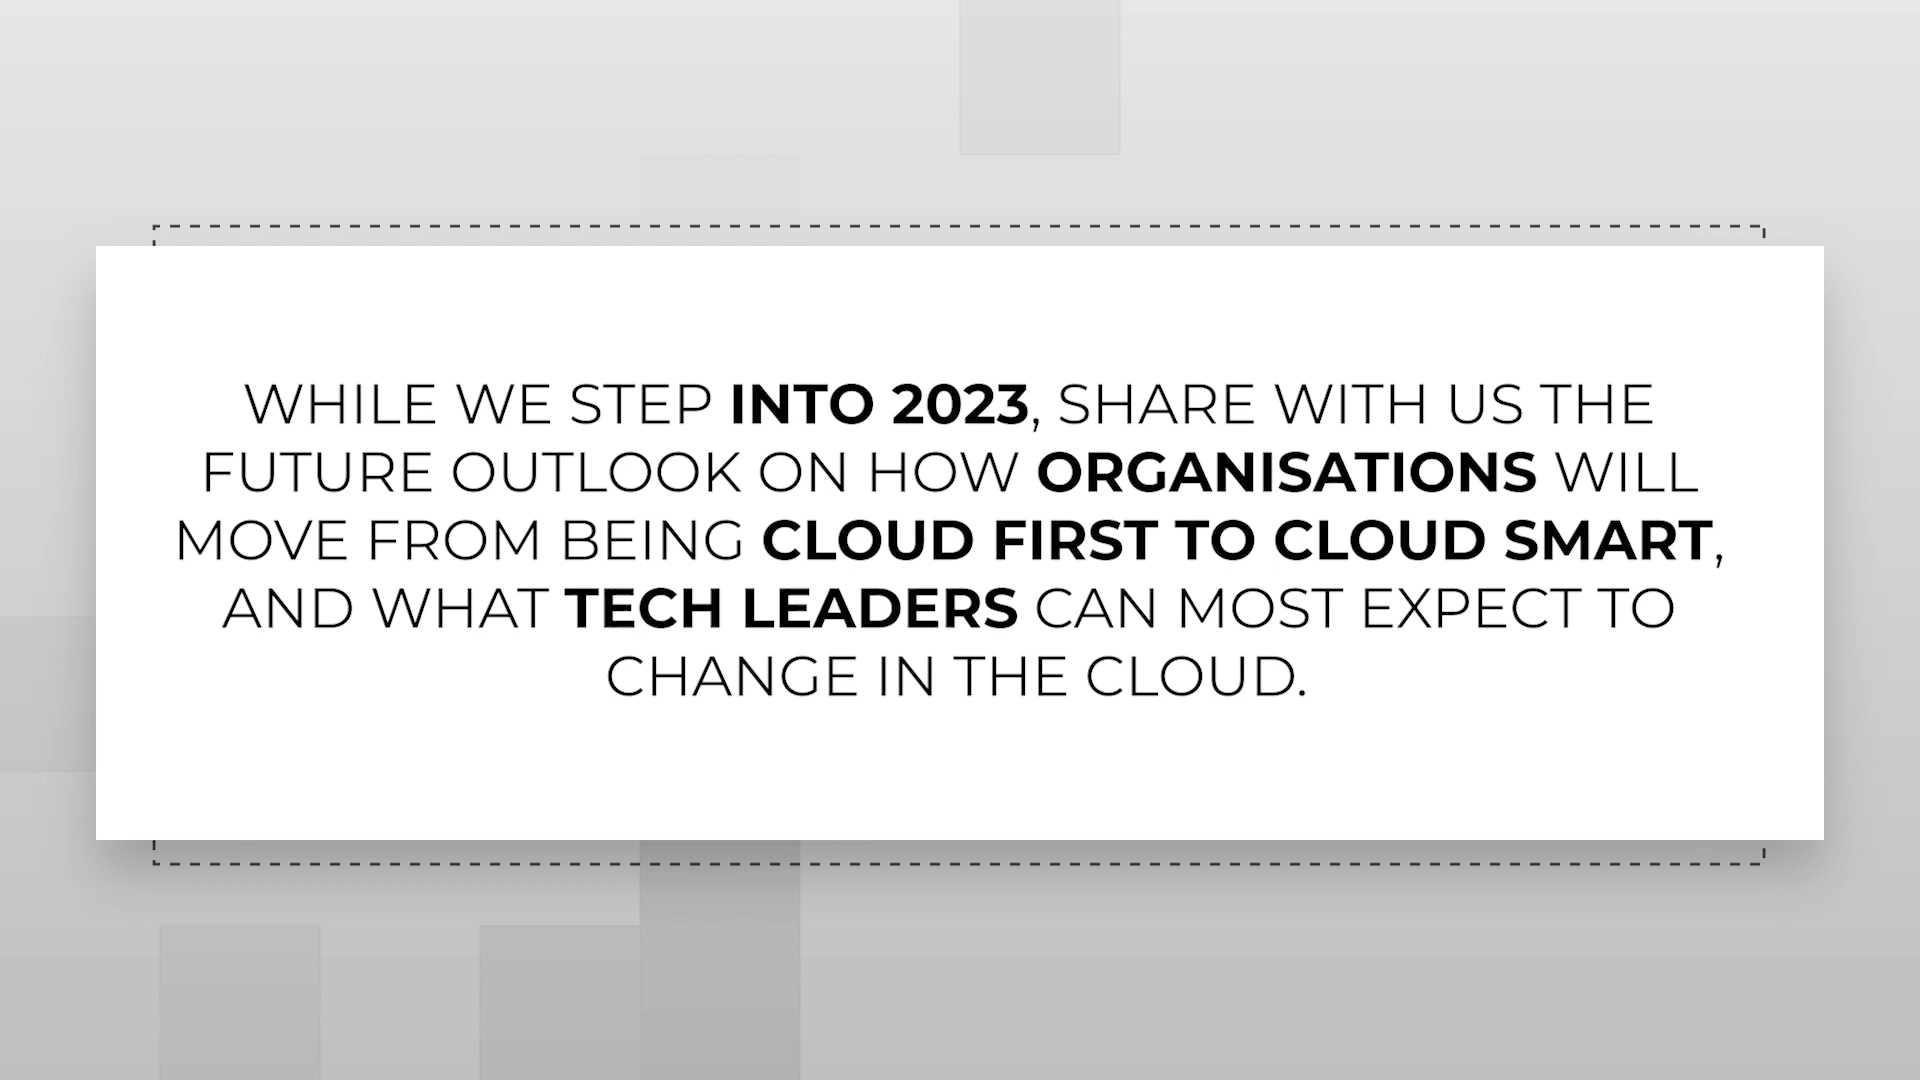 WHILE WE STEP INTO 2023, SHARE WITH US THE
FUTURE OUTLOOK ON HOW ORGANISATIONS WILL
MOVE FROM BEING CLOUD FIRST TO CLOUD SMART,
AND WHAT TECH LEADERS CAN MOST EXPECT TO
CHANGE IN THE CLOUD.